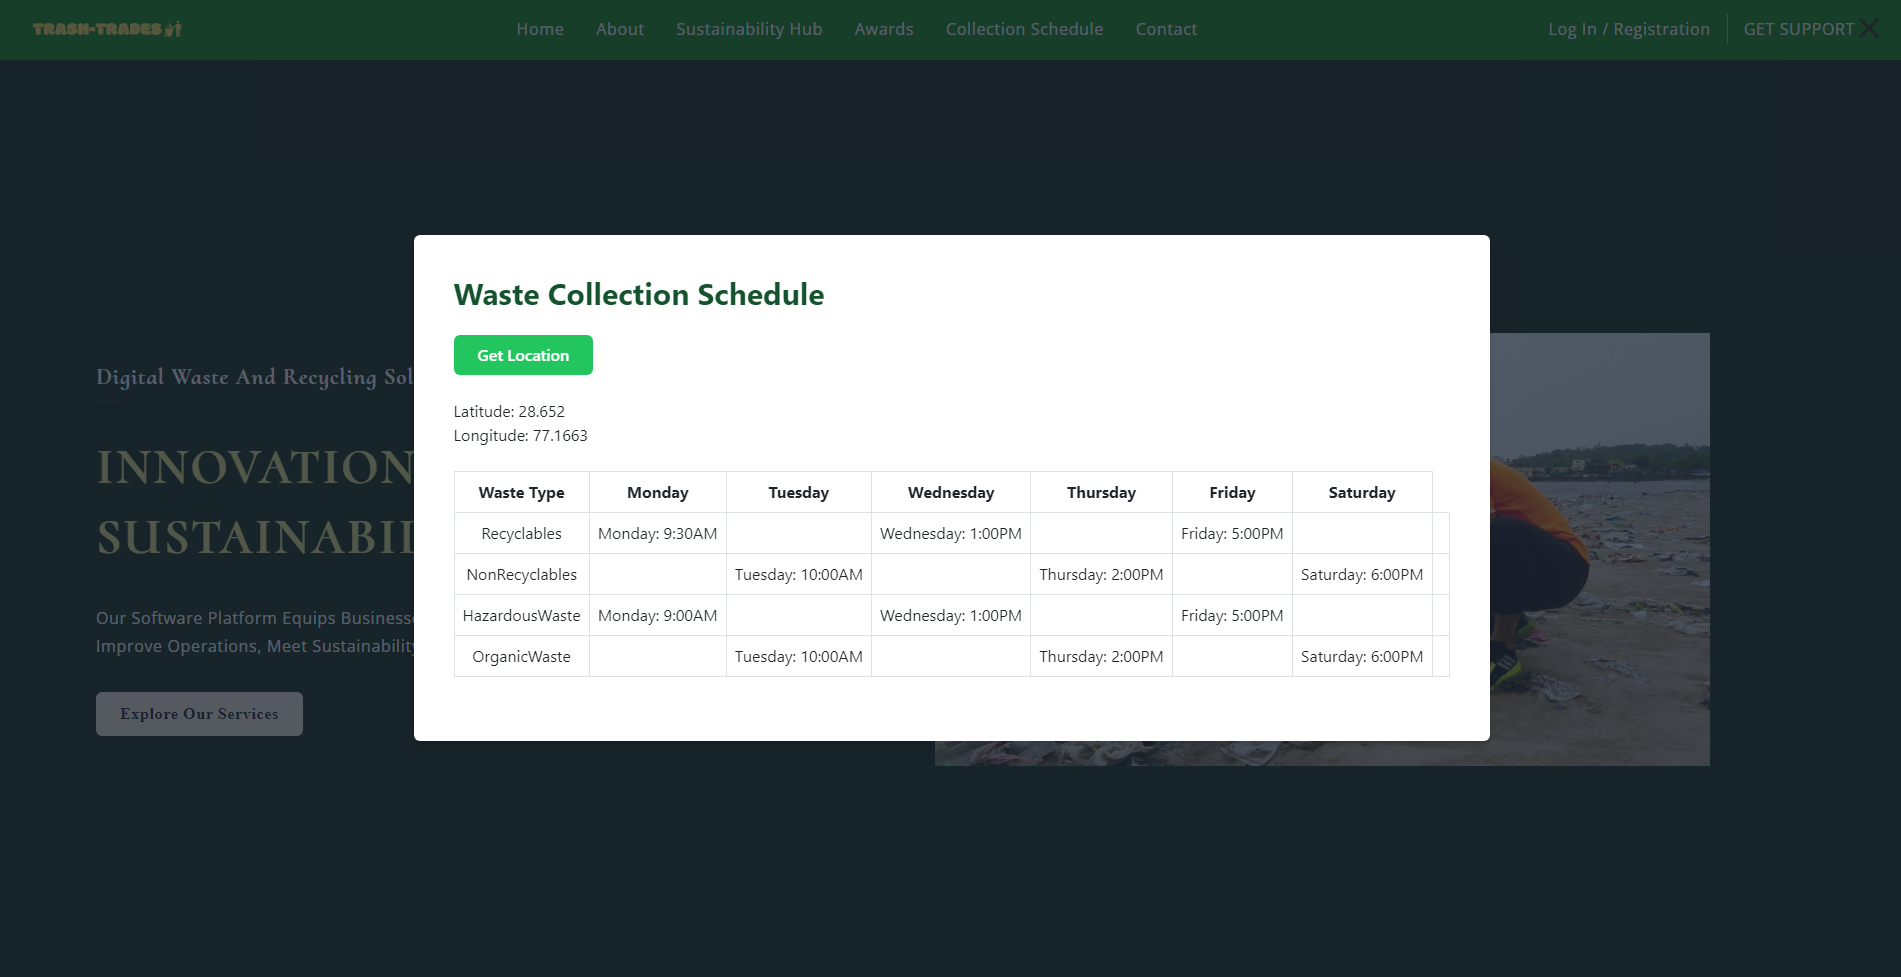 TRASH-TRADES
Home About Sustainability Hub Awards Collection Schedule Contact
Log In / Registration GET SUPPORT
Waste Collection Schedule
Get Location
Latitude: 28.652
Longitude: 77.1663
Waste Type Monday Tuesday Wednesday Thursday Friday Saturday
Recyclables Monday: 9:30AM Wednesday: 1:00PM Friday: 5:00PM
NonRecyclables Tuesday: 10:00AM Thursday: 2:00PM Saturday: 6:00PM
HazardousWaste Monday: 9:00AM Wednesday: 1:00PM Friday: 5:00PM
OrganicWaste Tuesday: 10:00AM Thursday: 2:00PM Saturday: 6:00PM
Digital Waste And Recycling Sol
INNOVATION
SUSTAINABIL
Our Software Platform Equips Business
Improve Operations, Meet Sustainability
Explore Our Services